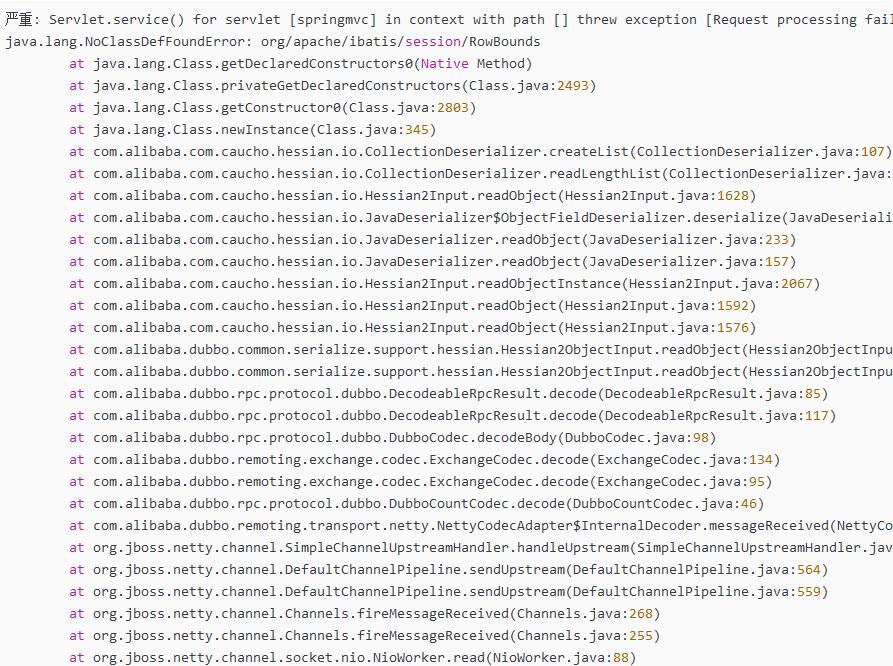 严重: Servlet.service() for servlet [springmvc] in context with path [] threw exception [Request processing fail
java.lang.NoClassDefFoundError: org/apache/ibatis/session/RowBounds
at java.lang.Class.getDeclaredConstructors0(Native Method)
at java.lang.Class.privateGetDeclaredConstructors(Class.java:2493)
at java.lang.Class.getConstructor0(Class.java:2803)
at java.lang.Class.newInstance(Class.java:345)
at com.alibaba.com.caucho.hessian.io.CollectionDeserializer.createList(CollectionDeserializer.java:107)
at com.alibaba.com.caucho.hessian.io.CollectionDeserializer.readLengthList(CollectionDeserializer.java:
at com.alibaba.com.caucho.hessian.io.Hessian2Input.readObject(Hessian2Input.java:1628)
at com.alibaba.com.caucho.hessian.io.JavaDeserializer$ObjectFieldDeserializer.deserialize(JavaDeseriali
at com.alibaba.com.caucho.hessian.io.JavaDeserializer.readObject(JavaDeserializer.java:233)
at com.alibaba.com.caucho.hessian.io.JavaDeserializer.readObject(JavaDeserializer.java:157)
at com.alibaba.com.caucho.hessian.io.Hessian2Input.readObjectInstance(Hessian2Input.java:2067)
at com.alibaba.com.caucho.hessian.io.Hessian2Input.readObject(Hessian2Input.java:1592)
at com.alibaba.com.caucho.hessian.io.Hessian2Input.readObject(Hessian2Input.java:1576)
at com.alibaba.dubbo.common.serialize.support.hessian.Hessian2ObjectInput.readObject(Hessian2ObjectInpu
at com.alibaba.dubbo.common.serialize.support.hessian.Hessian2ObjectInput.readObject(Hessian2ObjectInpu
at com.alibaba.dubbo.rpc.protocol.dubbo.DecodeableRpcResult.decode(DecodeableRpcResult.java:85)
at com.alibaba.dubbo.rpc.protocol.dubbo.DecodeableRpcResult.decode(DecodeableRpcResult.java:117)
at com.alibaba.dubbo.rpc.protocol.dubbo.DubboCodec.decodeBody(DubboCodec.java:98)
at com.alibaba.dubbo.remoting.exchange.codec.ExchangeCodec.decode(ExchangeCodec.java:134)
at com.alibaba.dubbo.remoting.exchange.codec.ExchangeCodec.decode(ExchangeCodec.java:95)
at com.alibaba.dubbo.rpc.protocol.dubbo.DubboCountCodec.decode(DubboCountCodec.java:46)
at com.alibaba.dubbo.remoting.transport.netty.NettyCodecAdapter$InternalDecoder.messageReceived(NettyCo
at org.jboss.netty.channel.SimpleChannelUpstreamHandler.handleUpstream(SimpleChannelUpstreamHandler.jav
at org.jboss.netty.channel.DefaultChannelPipeline.sendUpstream(DefaultChannelPipeline.java:564)
at org.jboss.netty.channel.DefaultChannelPipeline.sendUpstream(DefaultChannelPipeline.java:559)
at org.jboss.netty.channel.Channels.fireMessageReceived(Channels.java:268)
at org.jboss.netty.channel.Channels.fireMessageReceived(Channels.java:255)
at org.jboss.netty.channel.socket.nio.NioWorker.read(NioWorker.java:88)